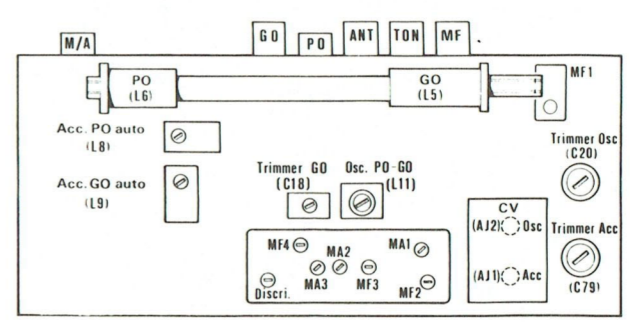 M/A
GO
PO
ANT
TON
MF
PO
(L6)
GO
(L5)
MF1
Acc. PO auto
(L8)
Acc. GO auto
(L9)
Trimmer GO
(C18)
Osc. PO-GO
(L11)
Trimmer Osc
(C20)
CV
(AJ2) Osc
(AJ1) Acc
Trimmer Acc
(C79)
MF4
MA2
MA1
Discri.
MA3
MF3
MF2